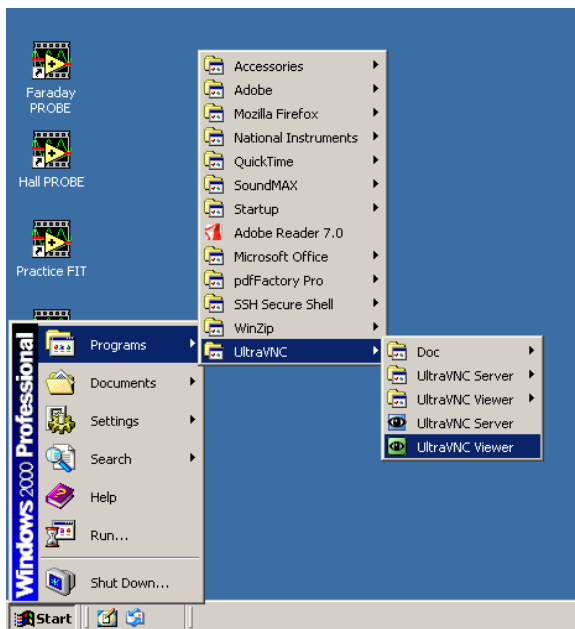 Faraday
PROBE
Hall PROBE
Practice FIT
Accessories
Adobe
Mozilla Firefox
National Instruments
QuickTime
SoundMAX
Startup
Adobe Reader 7.0
Microsoft Office
pdfFactory Pro
SSH Secure Shell
WinZip
UltraVNC
Doc
UltraVNC Server
UltraVNC Viewer
UltraVNC Server
UltraVNC Viewer
Windows 2000 Professional
Programs
Documents
Settings
Search
Help
Run...
Shut Down...
Start